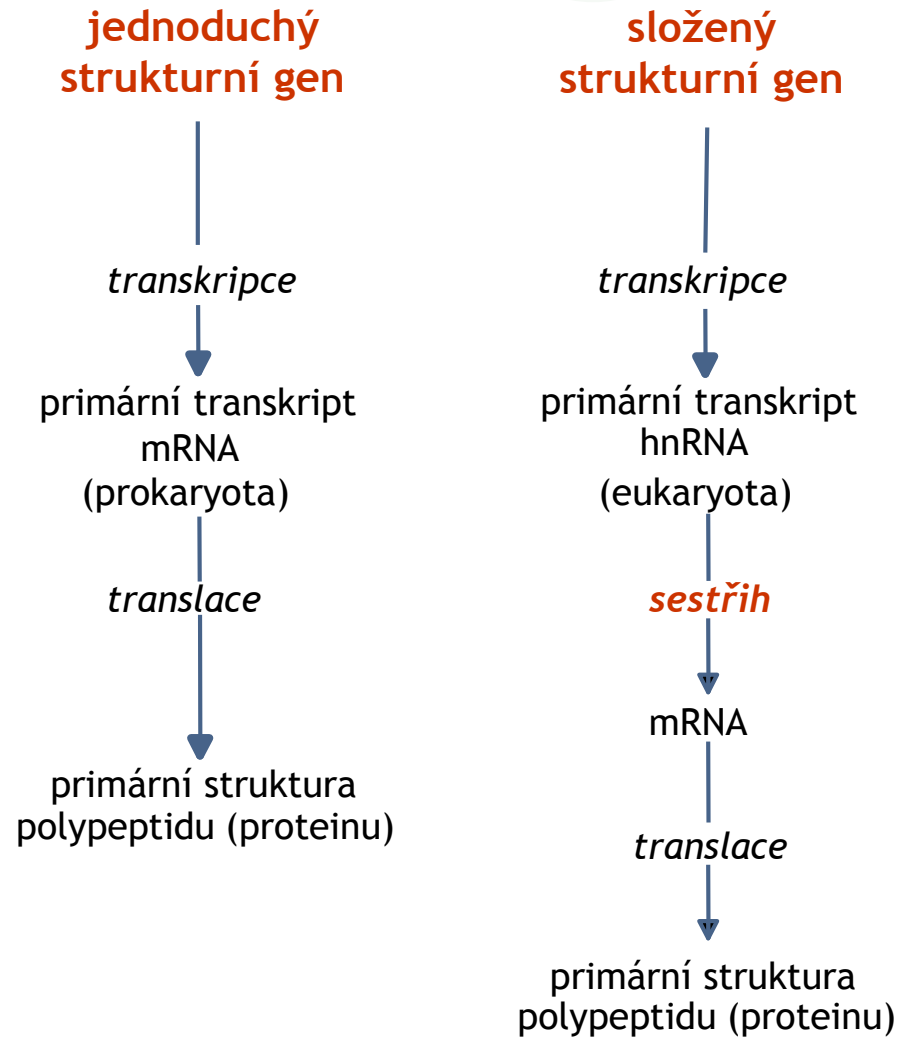 jednoduchý
strukturní gen
transkripce
primární transkript
mRNA
(prokaryota)
translace
primární struktura
polypeptidu (proteinu)
složený
strukturní gen
transkripce
primární transkript
hnRNA
(eukaryota)
sestřih
mRNA
translace
primární struktura
polypeptidu (proteinu)